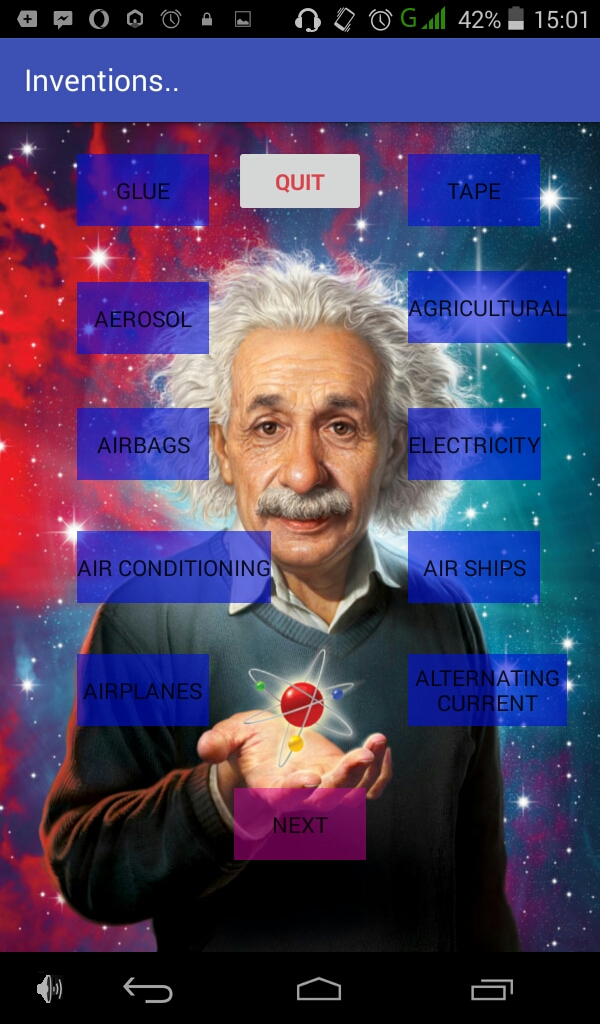 G 42% 15:01
Inventions..
GLUE
QUIT
TAPE
AEROSOL
AGRICULTURAL
AIRBAGS
ELECTRICITY
AIR CONDITIONING
AIR SHIPS
AIRPLANES
ALTERNATING
CURRENT
NEXT